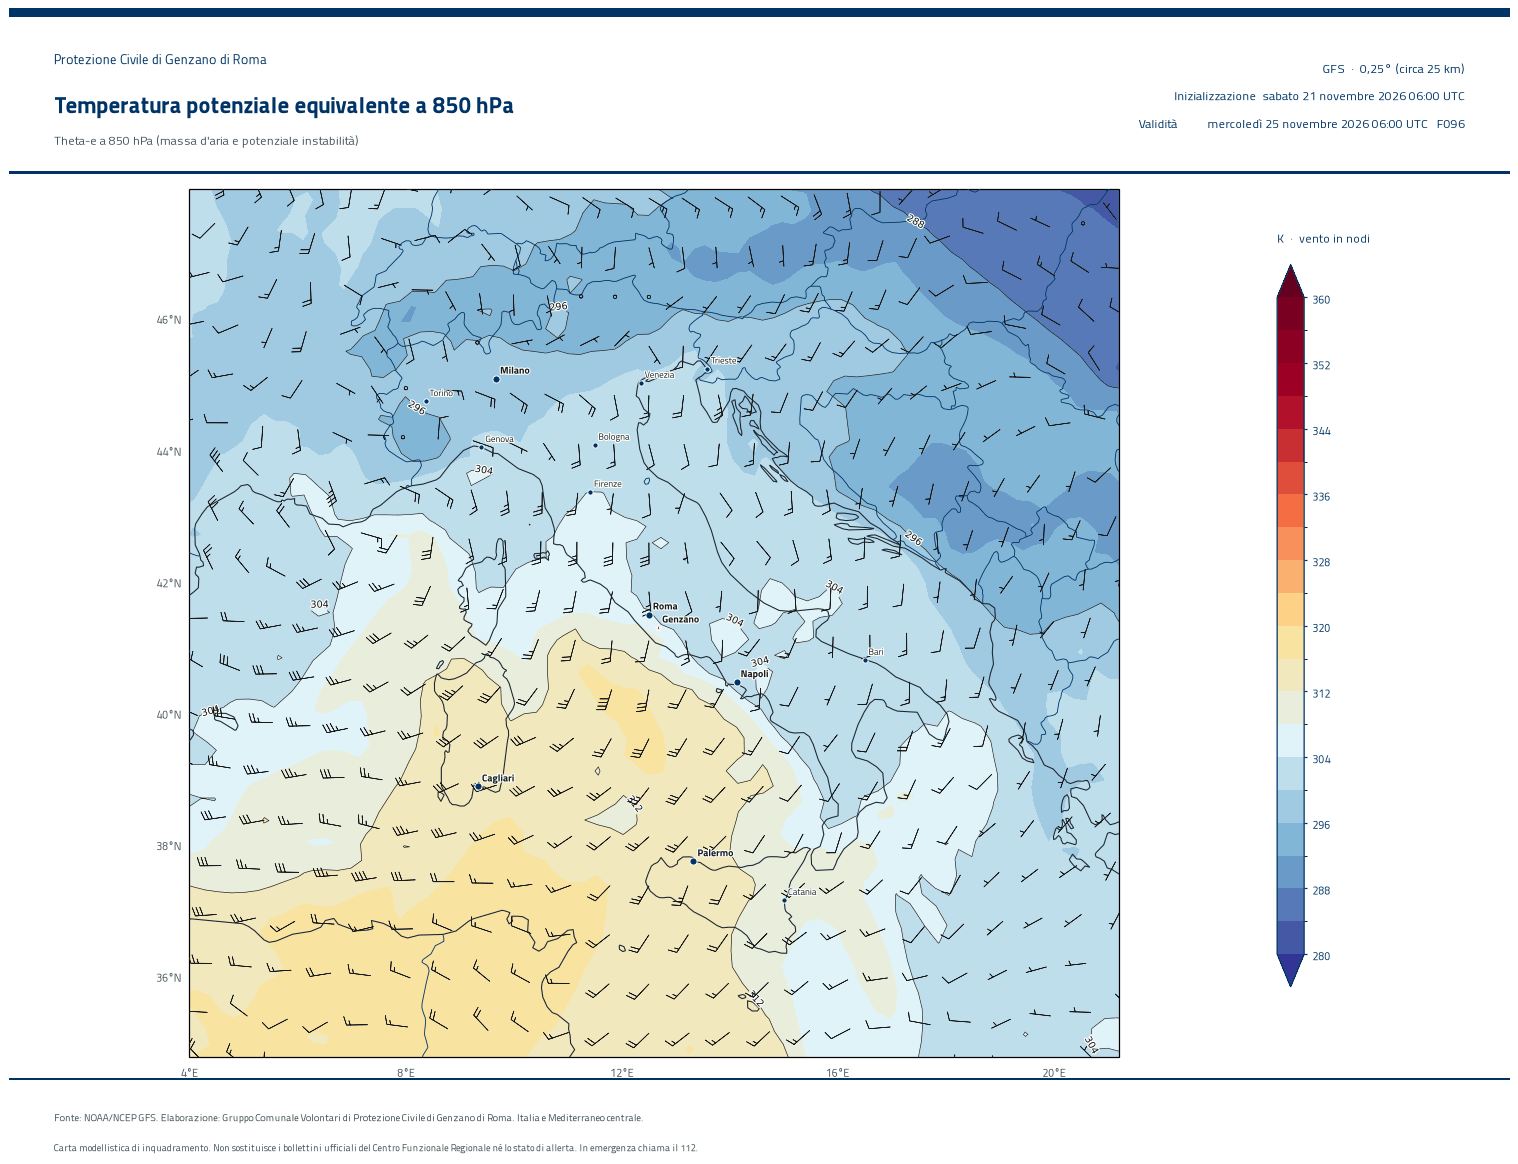 Protezione Civile di Genzano di Roma
Temperatura potenziale equivalente a 850 hPa
Theta-e a 850 hPa (massa d'aria e potenziale instabilità)
GFS · 0,25° (circa 25 km)
Inizializzazione sabato 21 novembre 2026 06:00 UTC
Validità mercoledì 25 novembre 2026 06:00 UTC F096
K · vento in nodi
360
352
344
336
328
320
312
304
296
288
280
46°N
44°N
42°N
40°N
38°N
36°N
4°E
8°E
12°E
16°E
20°E
288
296
Trieste
Milano
Venezia
Torino
296
Genova
Bologna
304
Firenze
296
304
304
Roma
Genzano
304
304
Bari
Napoli
304
Cagliari
312
Palermo
Catania
312
304
Fonte: NOAA/NCEP GFS. Elaborazione: Gruppo Comunale Volontari di Protezione Civile di Genzano di Roma. Italia e Mediterraneo centrale.
Carta modellistica di inquadramento. Non sostituisce i bollettini ufficiali del Centro Funzionale Regionale né lo stato di allerta. In emergenza chiama il 112.